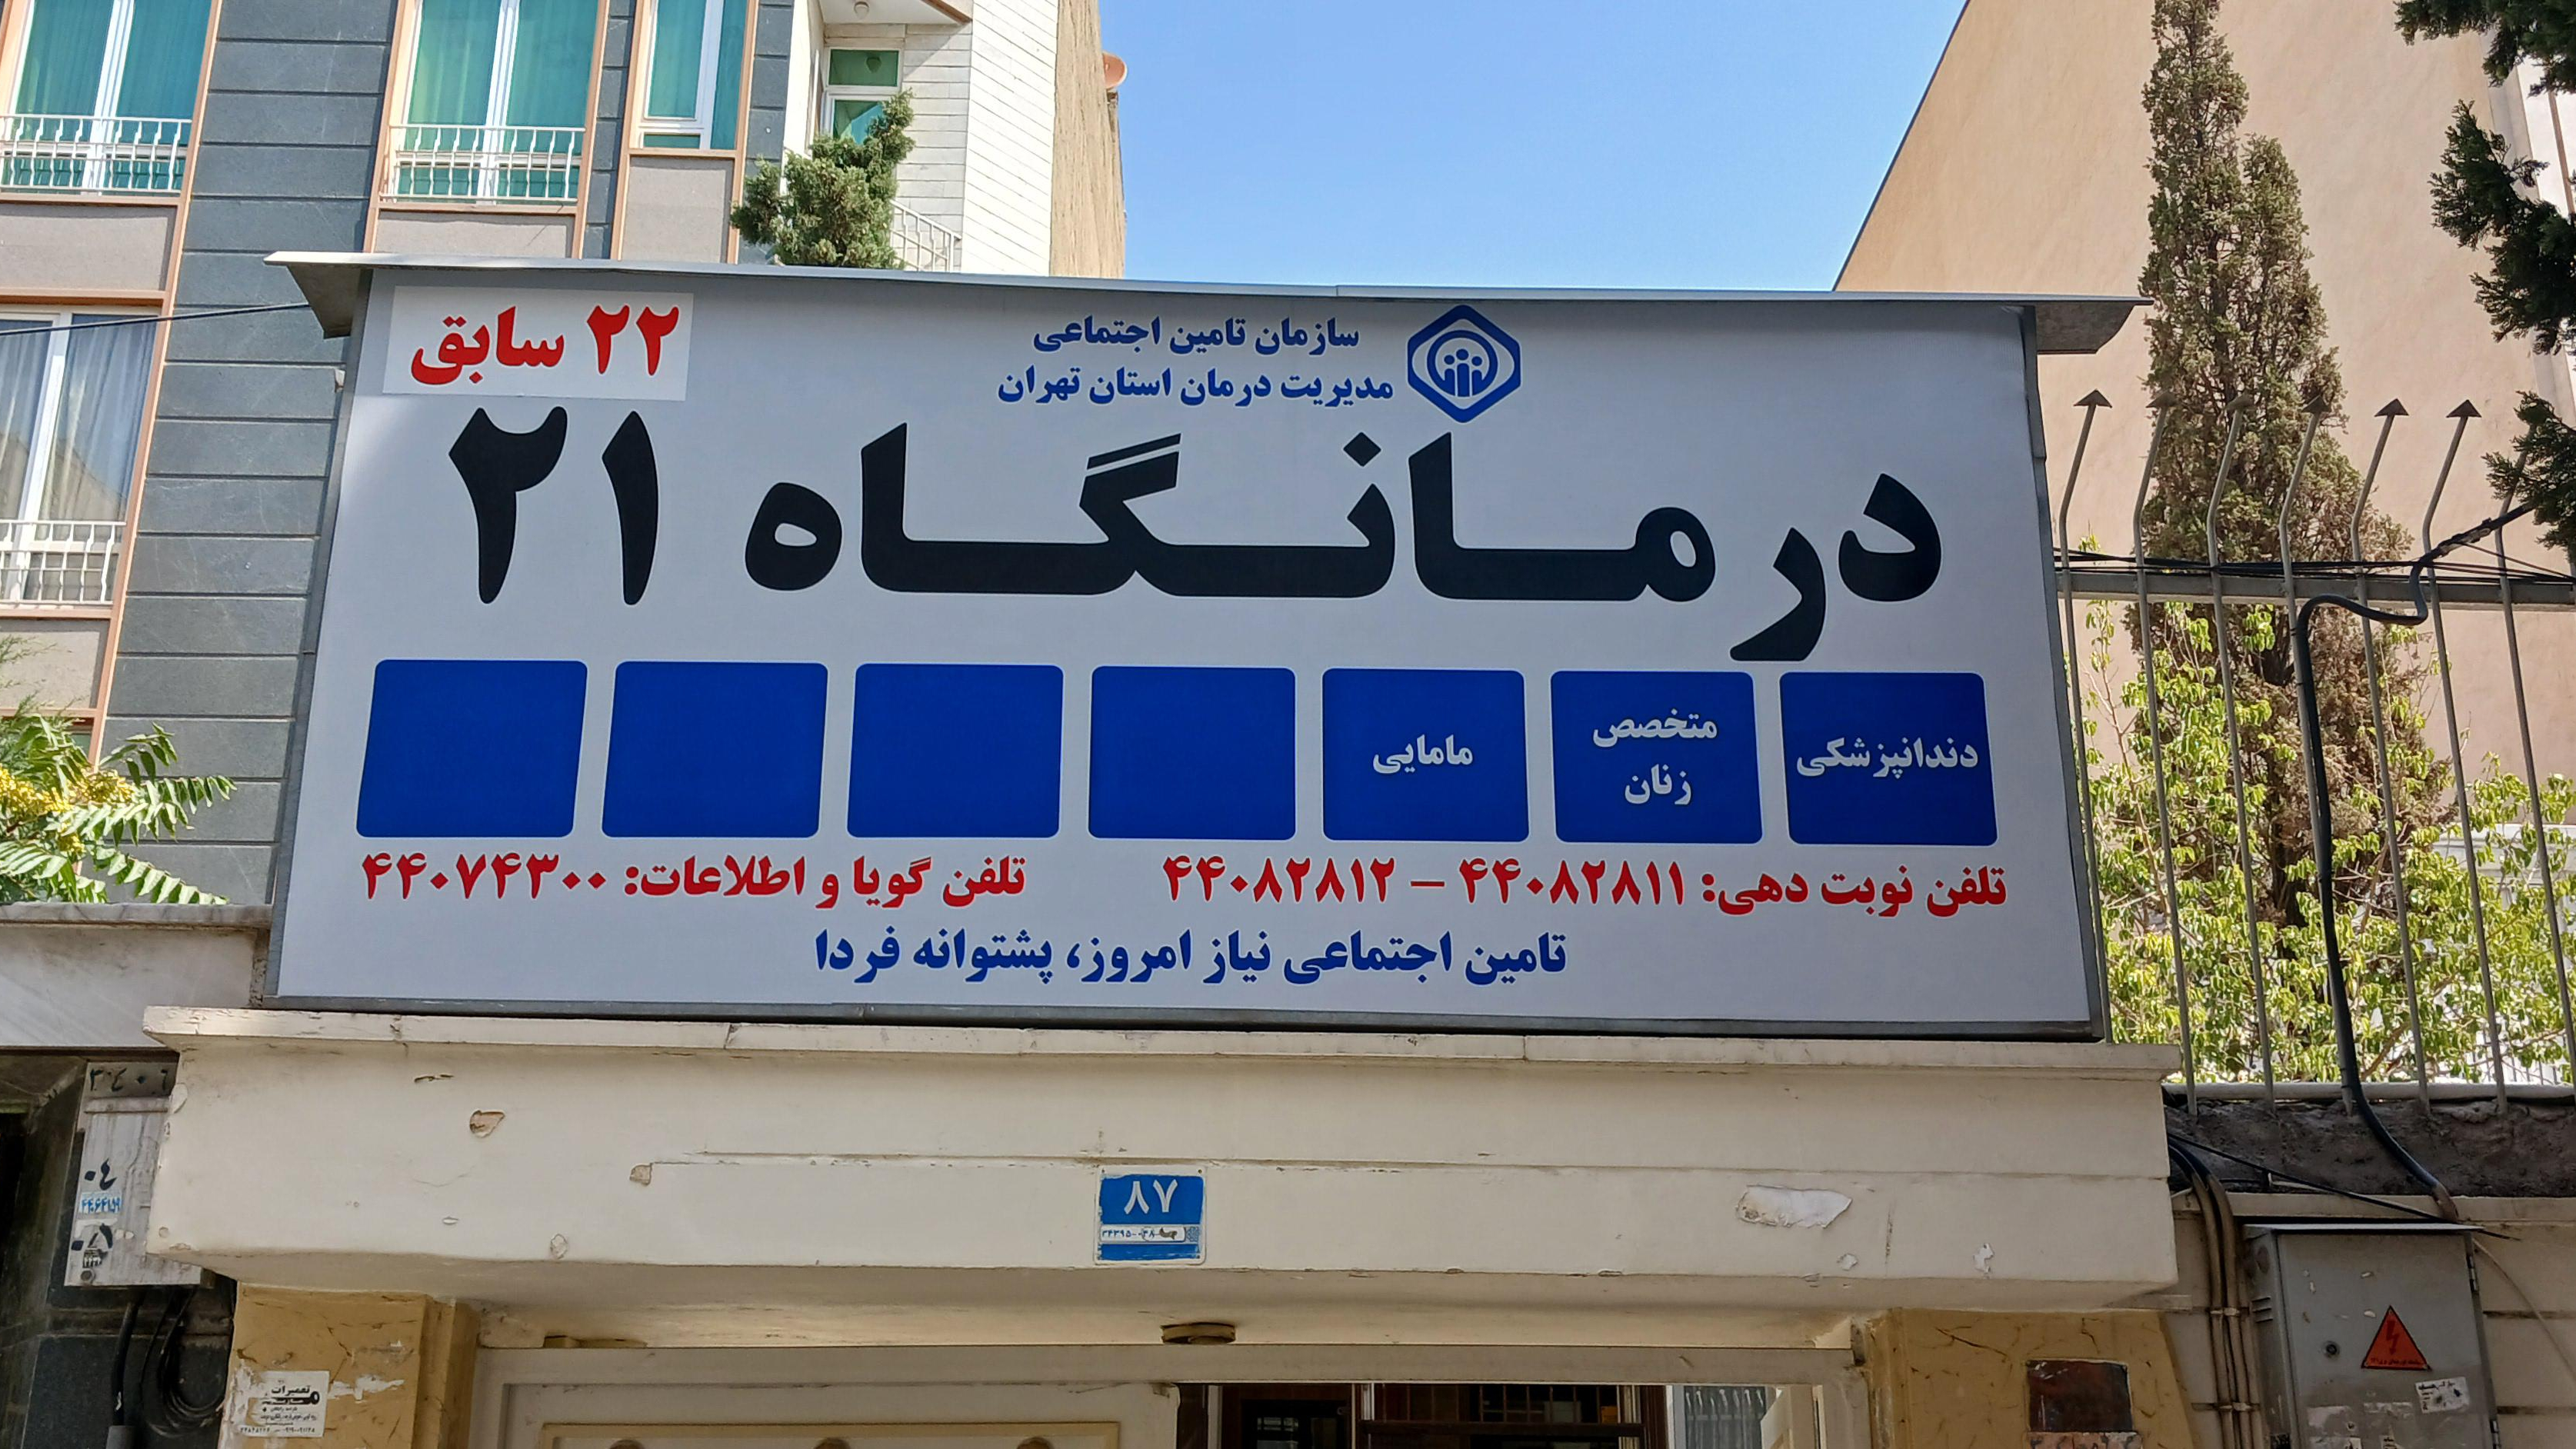 سازمان تامین اجتماعی
مدیریت درمان استان تهران
۲۲ سابق
درمانگاه ۲۱
دندانپزشکی
متخصص
زنان
مامایی
تلفن نوبت دهی: ۴۴۰۸۲۸۱۱ – ۴۴۰۸۲۸۱۲
تلفن گویا و اطلاعات: ۴۴۰۷۴۳۰۰
تامین اجتماعی نیاز امروز، پشتوانه فردا
۸۷
تعمیرات